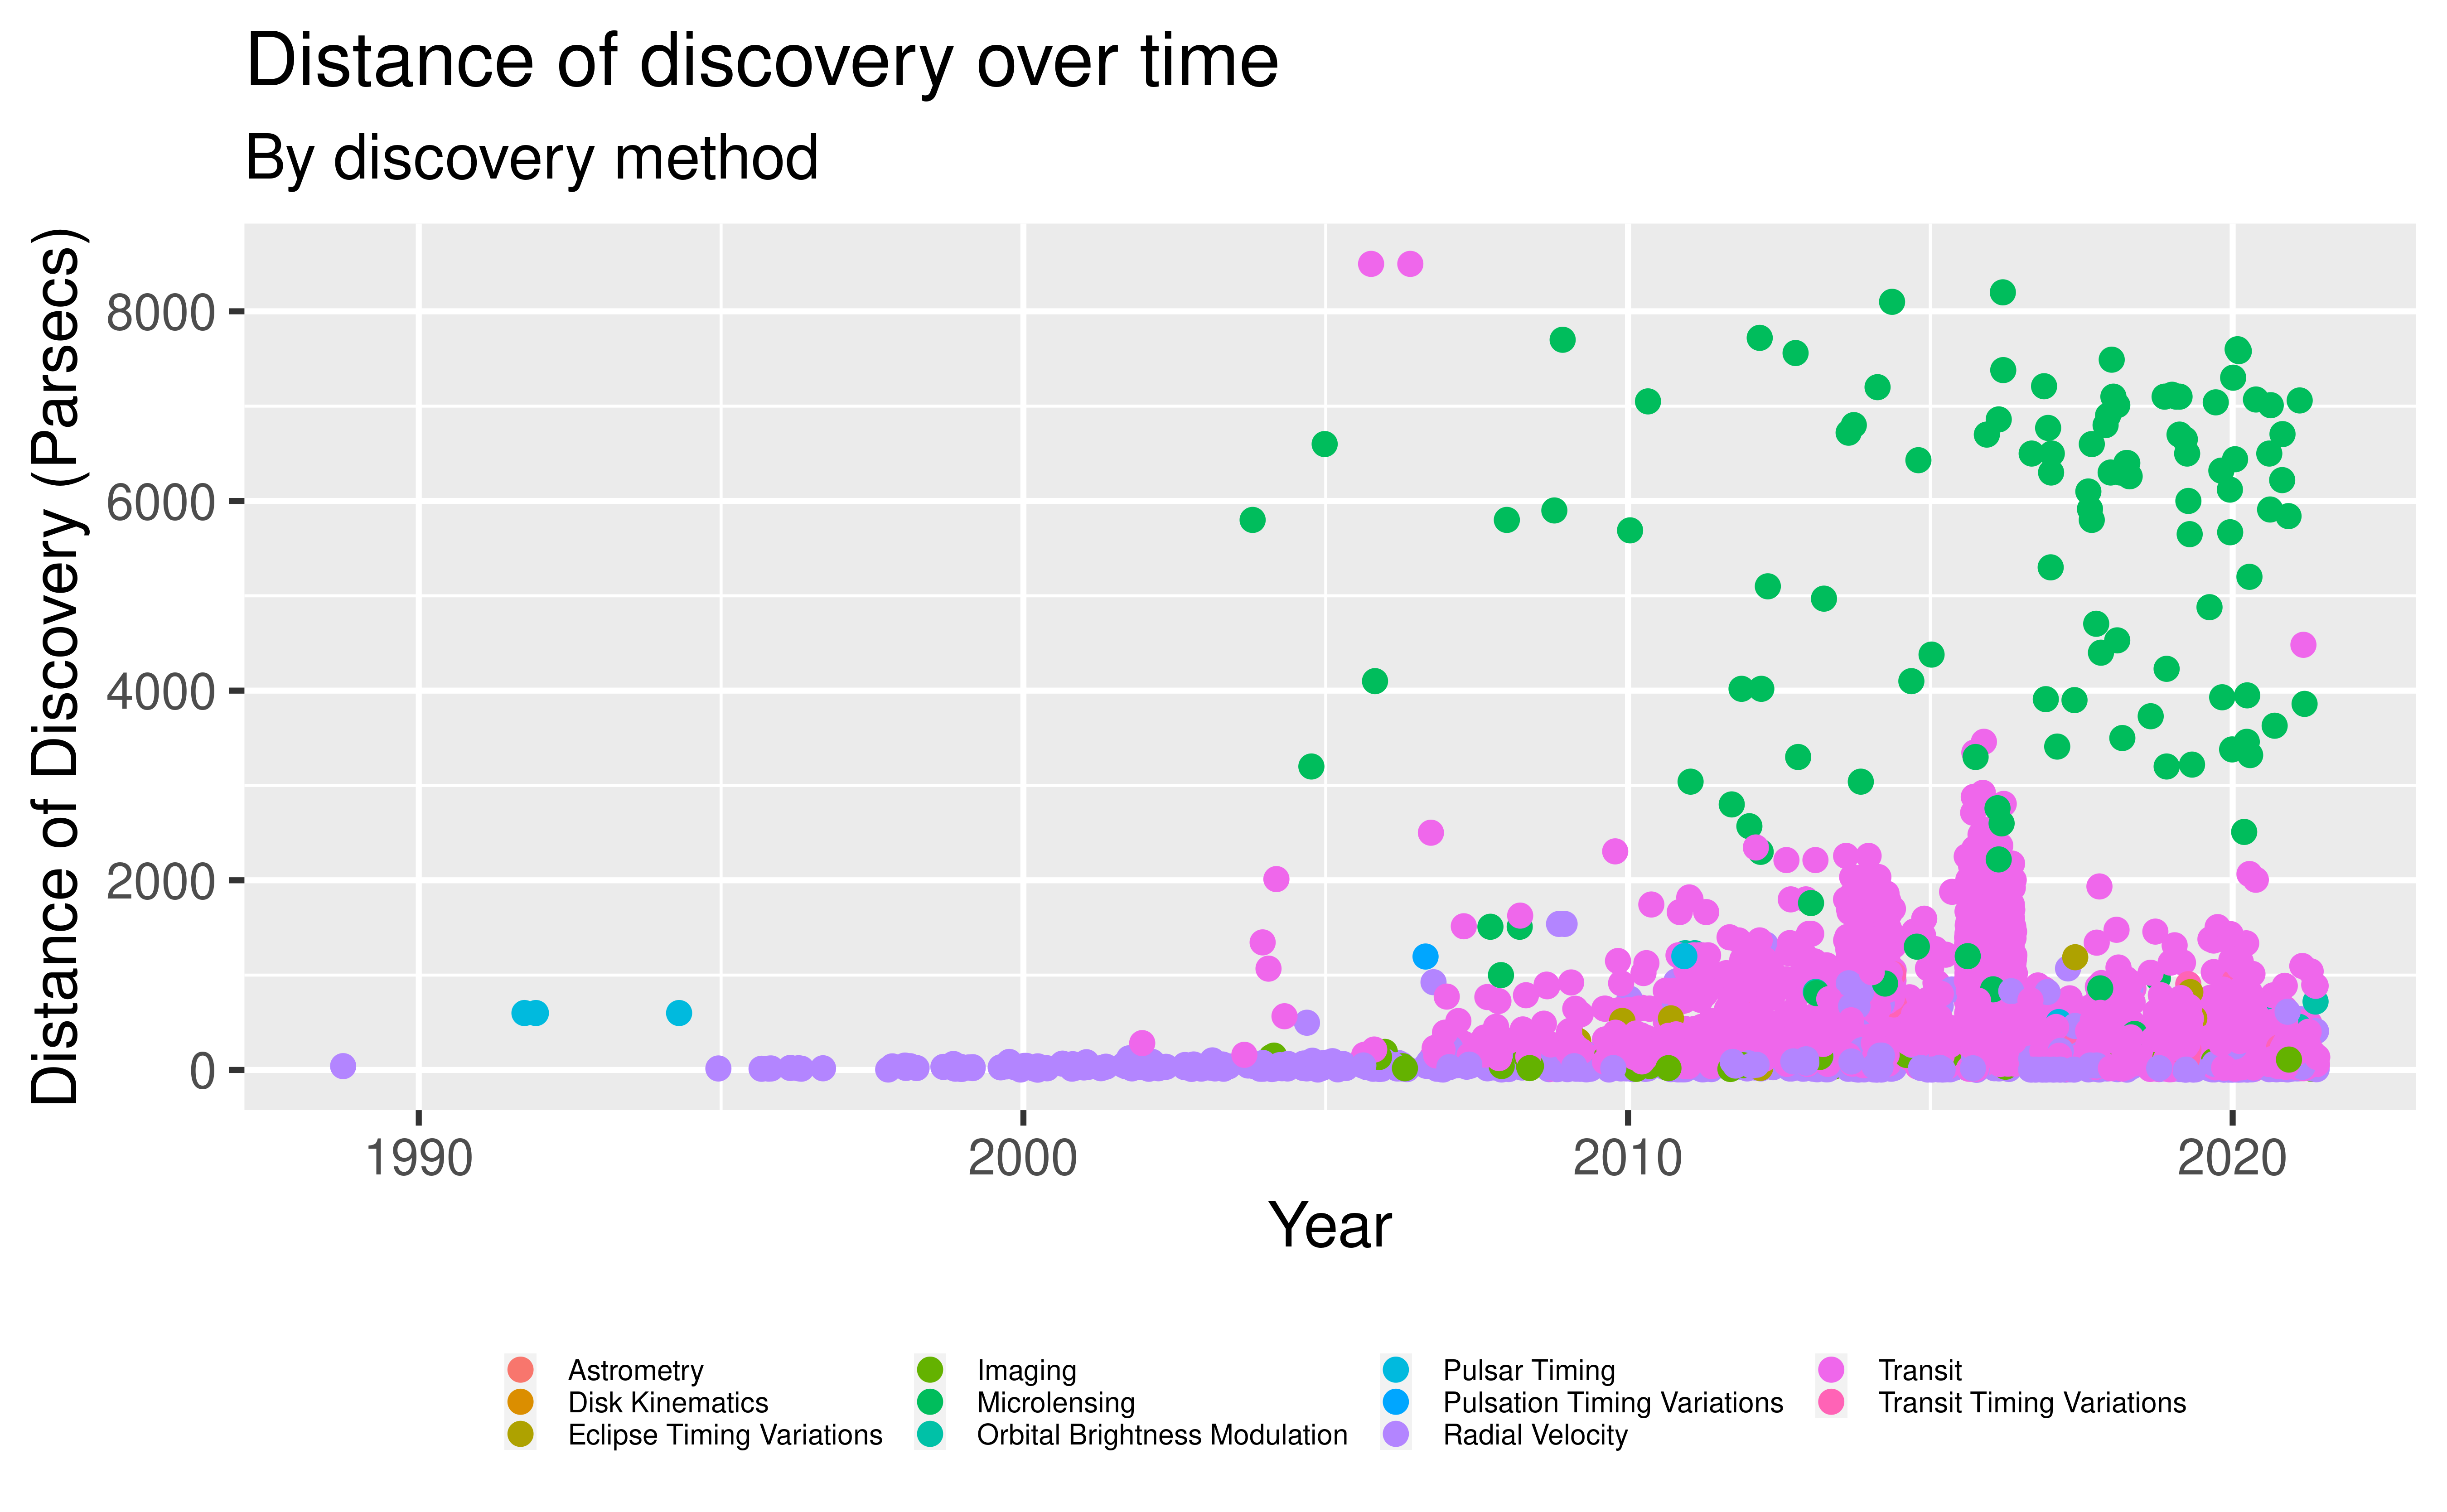 Distance of discovery over time
By discovery method
Distance of Discovery (Parsecs)
8000
6000
4000
2000
0
1990 2000 2010 2020
Year
Astrometry Imaging Pulsar Timing Transit
Disk Kinematics Microlensing Pulsation Timing Variations Transit Timing Variations
Eclipse Timing Variations Orbital Brightness Modulation Radial Velocity